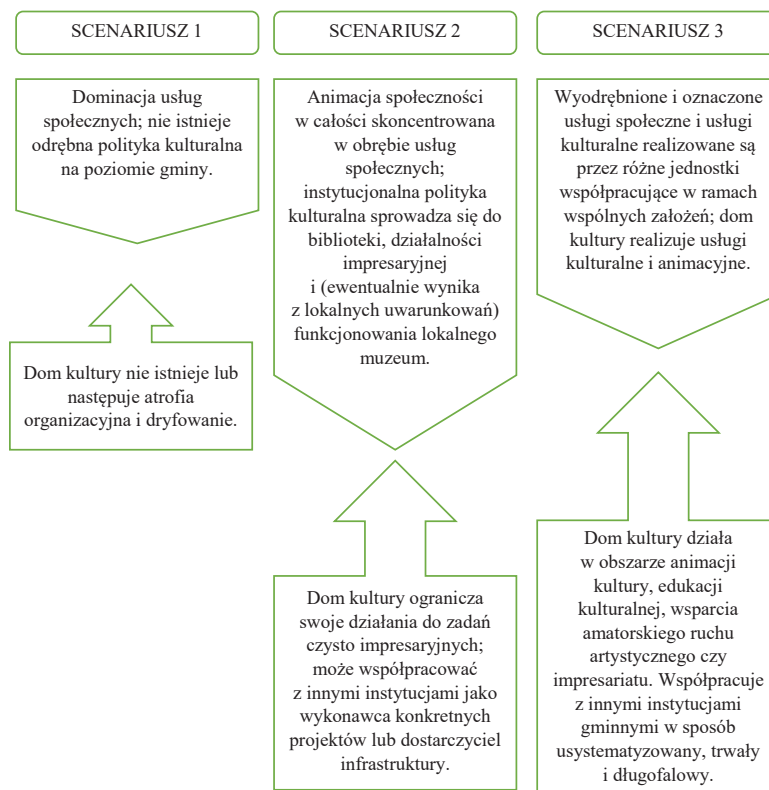 SCENARIUSZ 1
Dominacja usług
społecznych; nie istnieje
odrębna polityka kulturalna
na poziomie gminy.
Dom kultury nie istnieje lub
następuje atrofia
organizacyjna i dryfowanie.
SCENARIUSZ 2
Animacja społeczności
w całości skoncentrowana
w obrębie usług
społecznych;
instytucjonalna polityka
kulturalna sprowadza się do
biblioteki, działalności
impresaryjnej
i (ewentualnie wynika
z lokalnych uwarunkowań)
funkcjonowania lokalnego
muzeum.
Dom kultury ogranicza
swoje działania do zadań
czysto impresaryjnych;
może współpracować
z innymi instytucjami jako
wykonawca konkretnych
projektów lub dostarczyciel
infrastruktury.
SCENARIUSZ 3
Wyodrębnione i oznaczone
usługi społeczne i usługi
kulturalne realizowane są
przez różne jednostki
współpracujące w ramach
wspólnych założeń; dom
kultury realizuje usługi
kulturalne i animacyjne.
Dom kultury działa
w obszarze animacji
kultury, edukacji
kulturalnej, wsparcia
amatorskiego ruchu
artystycznego czy
impresariatu. Współpracuje
z innymi instytucjami
gminnymi w sposób
usystematyzowany, trwały
i długofalowy.